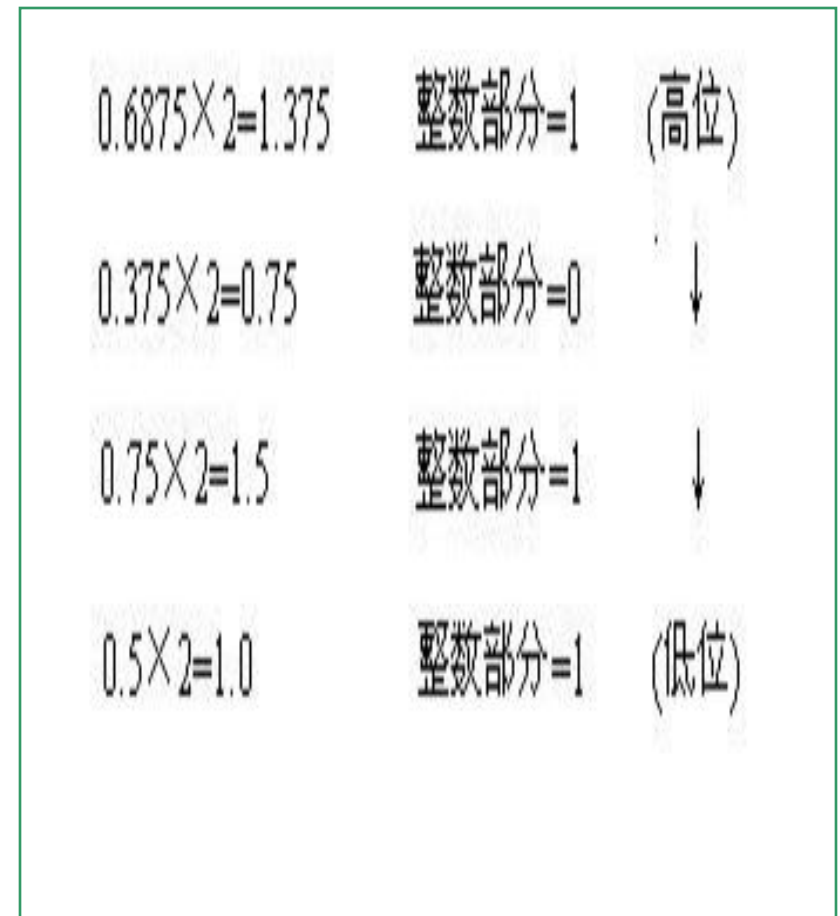 0.6875×2=1.375 整数部分=1 (高位)
0.375×2=0.75 整数部分=0 ↓
0.75×2=1.5 整数部分=1 ↓
0.5×2=1.0 整数部分=1 (低位)